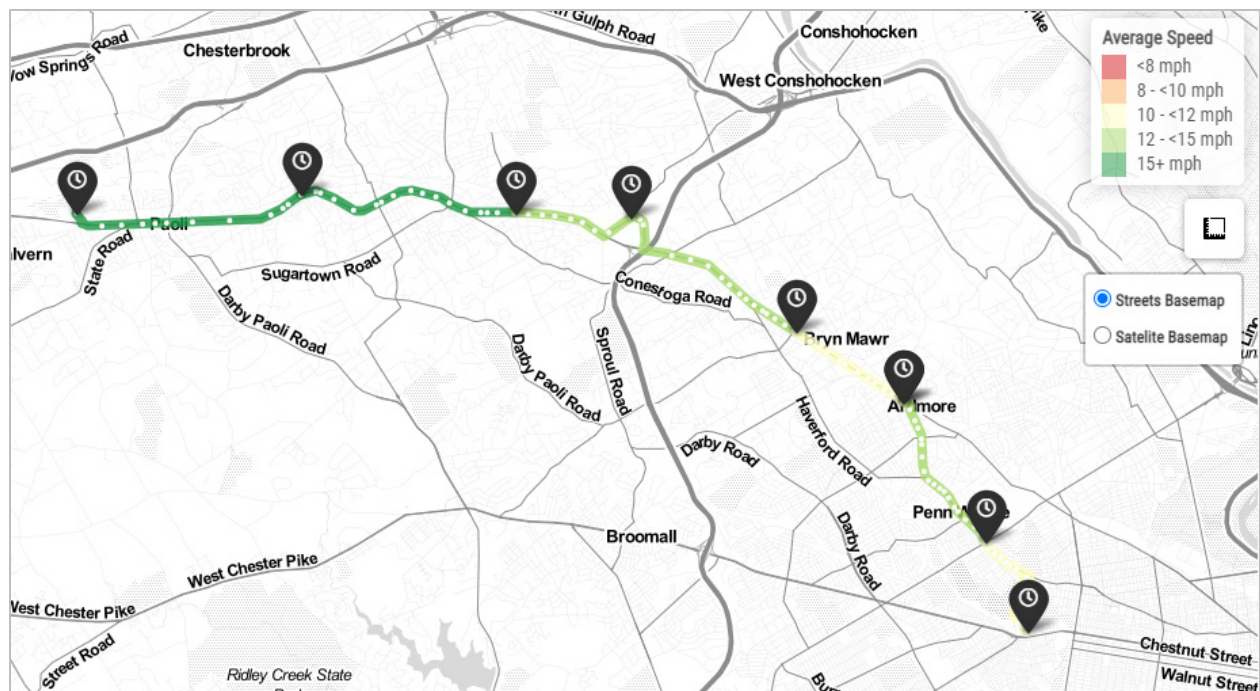 Gulph Road
Conshohocken
Chesterbrook
West Conshohocken
Average Speed
<8 mph
8 - <10 mph
10 - <12 mph
12 - <15 mph
15+ mph
Paoli
State Road
Sugartown Road
Conestoga Road
Streets Basemap
Satelite Basemap
Darby Paoli Road
Bryn Mawr
Darby Paoli Road
Sproul Road
Ardmore
Haverford Road
Darby Road
Penn
Broomall
Darby Road
West Chester Pike
West Chester Pike
Street Road
Chestnut Street
Walnut Street
Ridley Creek State